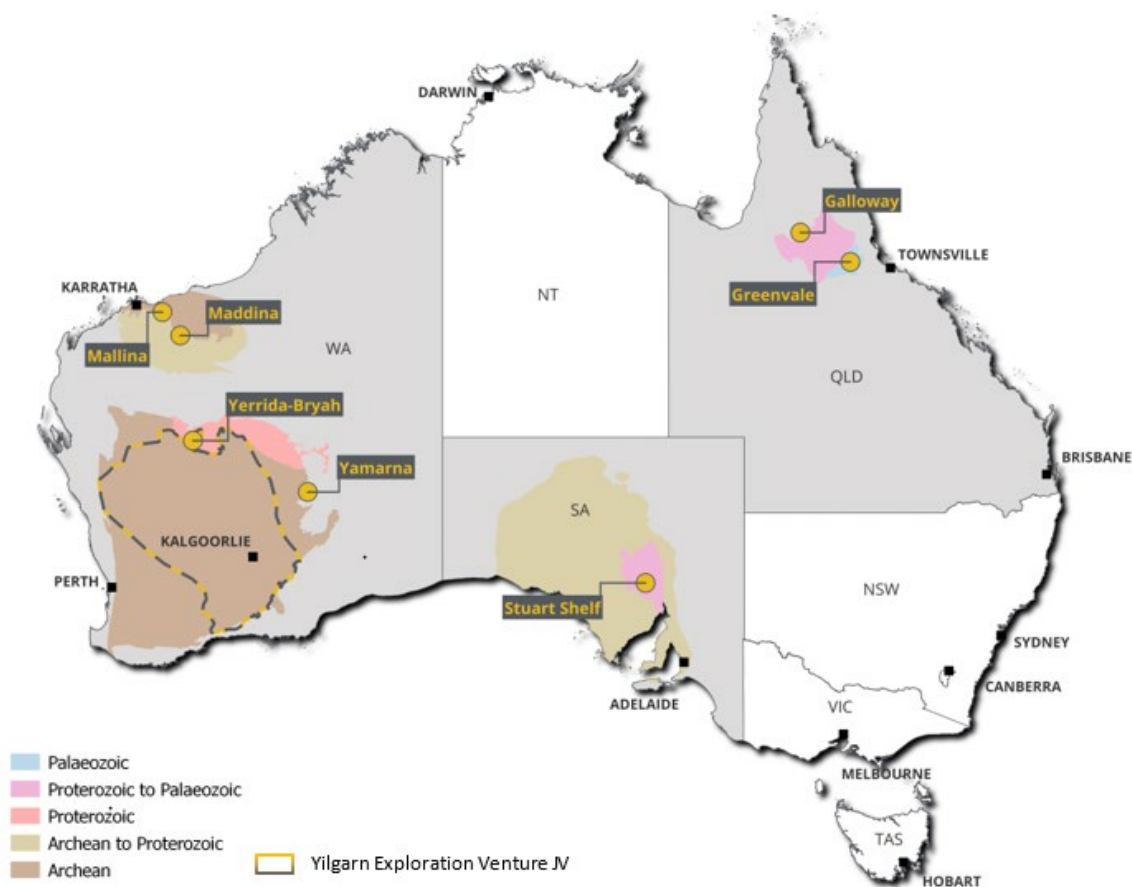 DARWIN
Galloway
TOWNSVILLE
KARRATHA
NT
Greenvale
Maddina
Mallina
WA
QLD
Yerrida-Bryah
BRISBANE
Yamarna
SA
KALGOORLIE
PERTH
NSW
Stuart Shelf
SYDNEY
CANBERRA
ADELAIDE
VIC
MELBOURNE
TAS
HOBART
Palaeozoic
Proterozoic to Palaeozoic
Proterozoic
Archean to Proterozoic
Archean
Yilgarn Exploration Venture JV